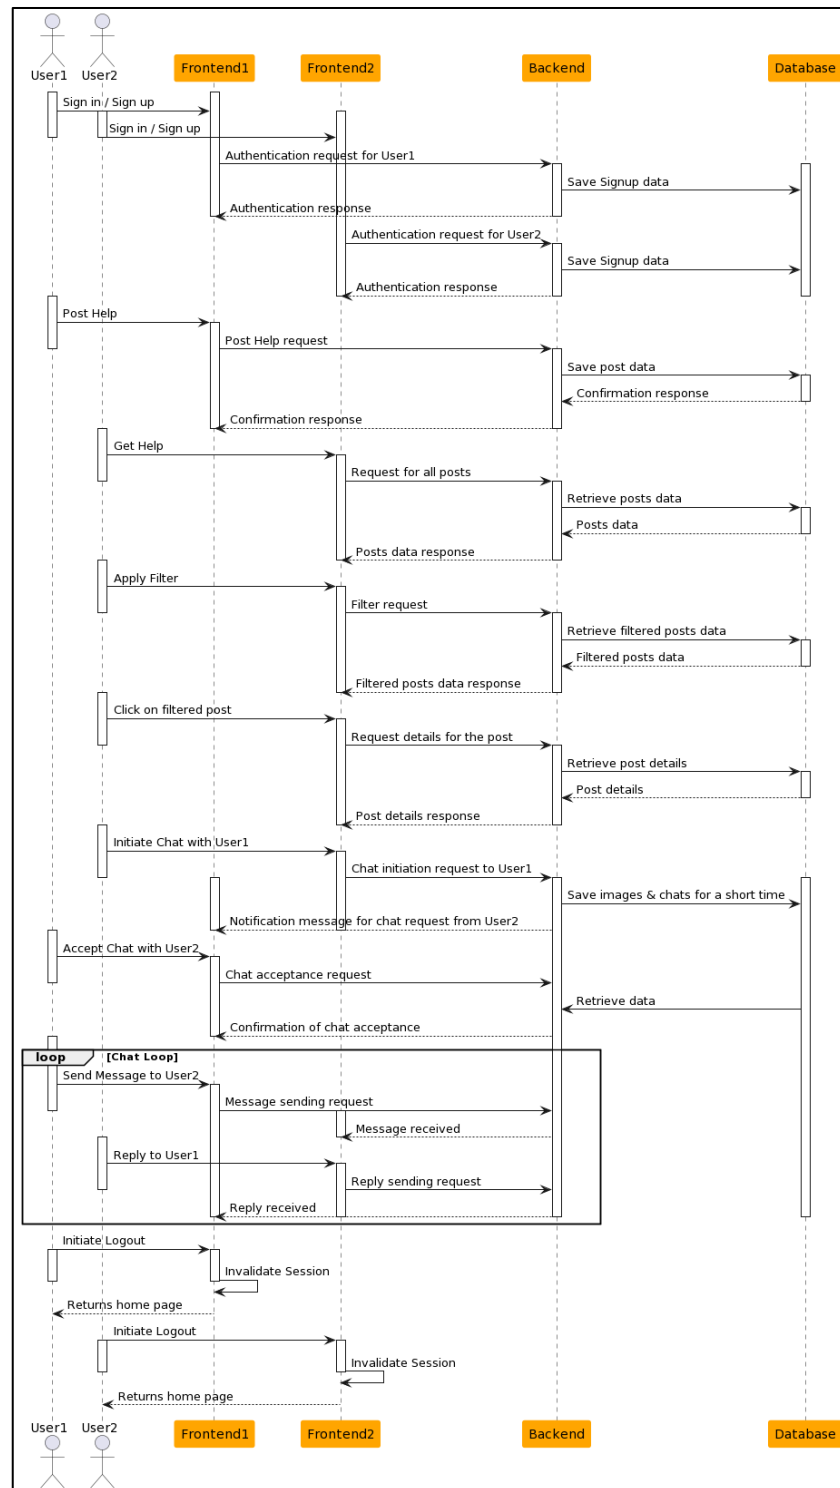 User1
User2
Frontend1
Frontend2
Backend
Database
Sign in / Sign up
Sign in / Sign up
Authentication request for User1
Save Signup data
Authentication response
Authentication request for User2
Save Signup data
Authentication response
Post Help
Post Help request
Save post data
Confirmation response
Confirmation response
Get Help
Request for all posts
Retrieve posts data
Posts data
Posts data response
Apply Filter
Filter request
Retrieve filtered posts data
Filtered posts data
Filtered posts data response
Click on filtered post
Request details for the post
Retrieve post details
Post details
Post details response
Initiate Chat with User1
Chat initiation request to User1
Save images & chats for a short time
Notification message for chat request from User2
Accept Chat with User2
Chat acceptance request
Retrieve data
Confirmation of chat acceptance
loop
[Chat Loop]
Send Message to User2
Message sending request
Message received
Reply to User1
Reply sending request
Reply received
Initiate Logout
Invalidate Session
Returns home page
Initiate Logout
Invalidate Session
Returns home page
User1
User2
Frontend1
Frontend2
Backend
Database